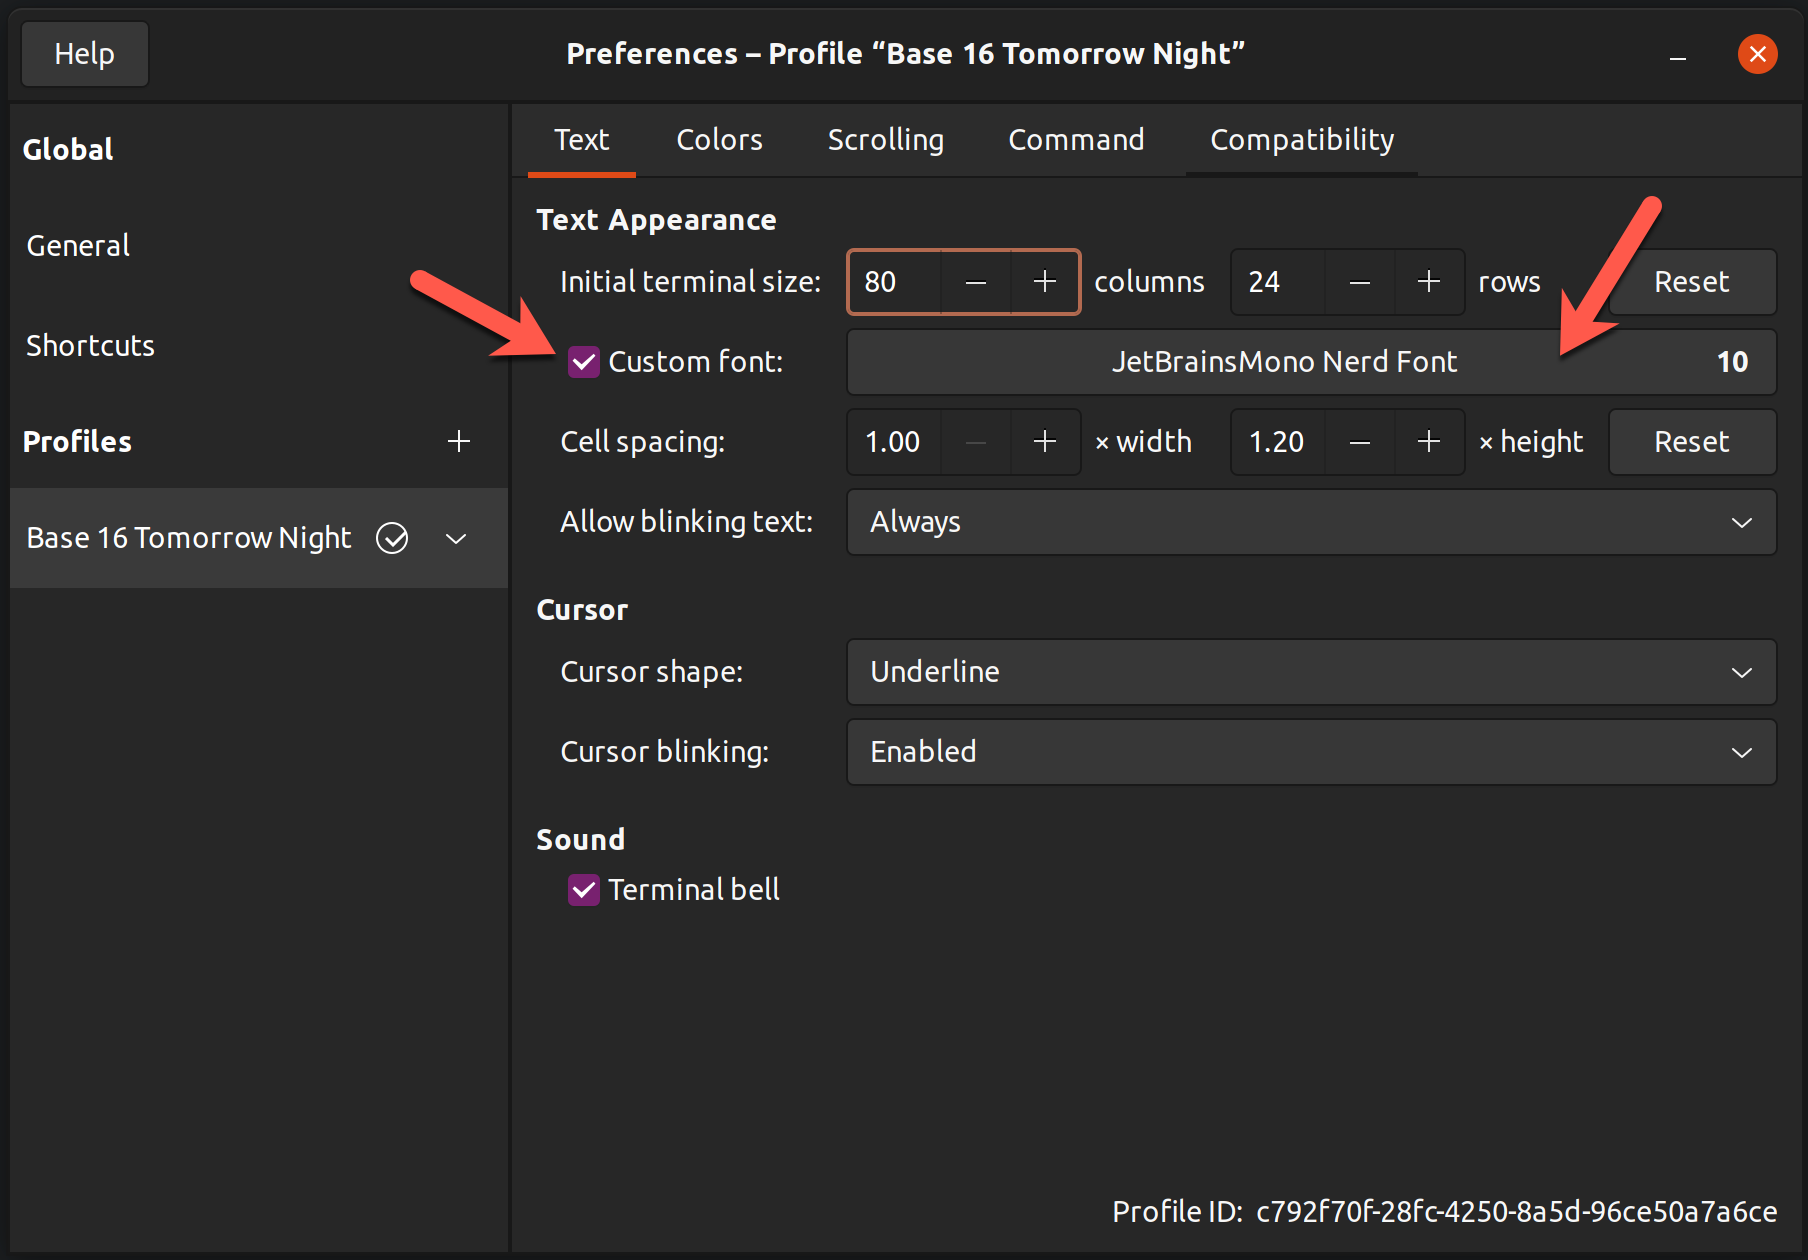 Help
Preferences – Profile “Base 16 Tomorrow Night”
Global
General
Shortcuts
Profiles
Base 16 Tomorrow Night
Text Colors Scrolling Command Compatibility
Text Appearance
Initial terminal size: 80 − + columns 24 − + rows Reset
Custom font: JetBrainsMono Nerd Font 10
Cell spacing: 1.00 − + × width 1.20 − + × height Reset
Allow blinking text: Always
Cursor
Cursor shape: Underline
Cursor blinking: Enabled
Sound
Terminal bell
Profile ID: c792f70f-28fc-4250-8a5d-96ce50a7a6ce